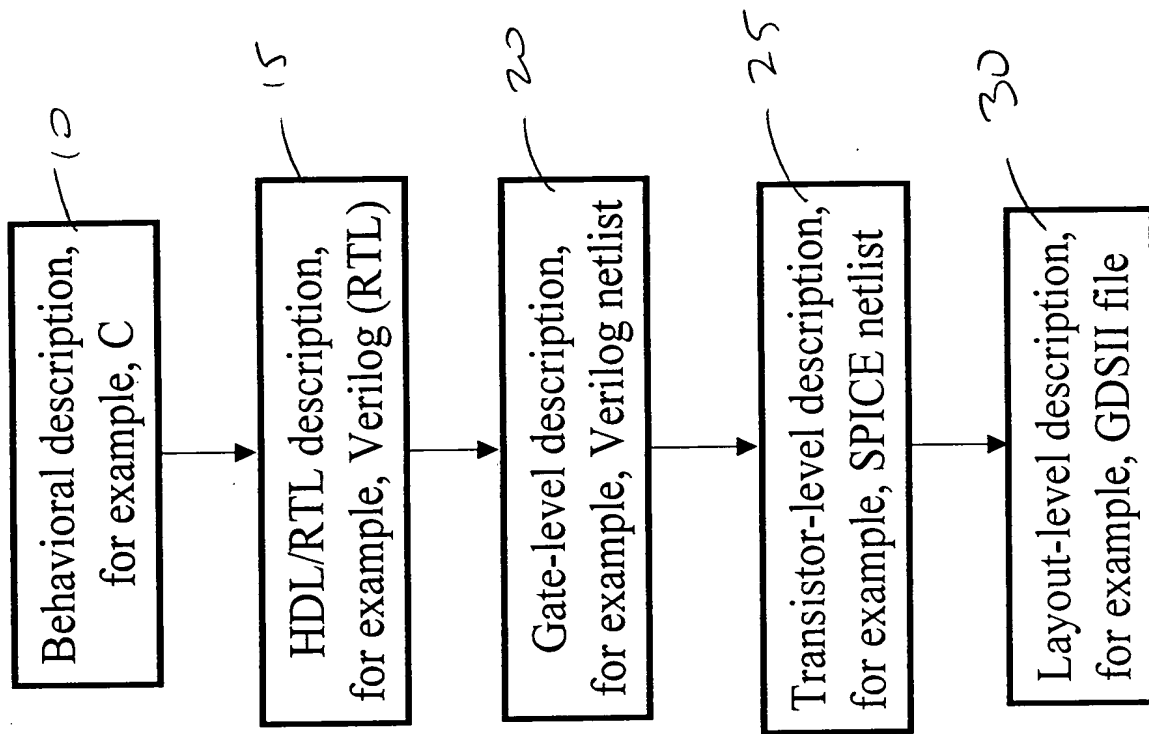 Behavioral description,
for example, C
10
HDL/RTL description,
for example, Verilog (RTL)
15
Gate-level description,
for example, Verilog netlist
20
Transistor-level description,
for example, SPICE netlist
25
Layout-level description,
for example, GDSII file
30